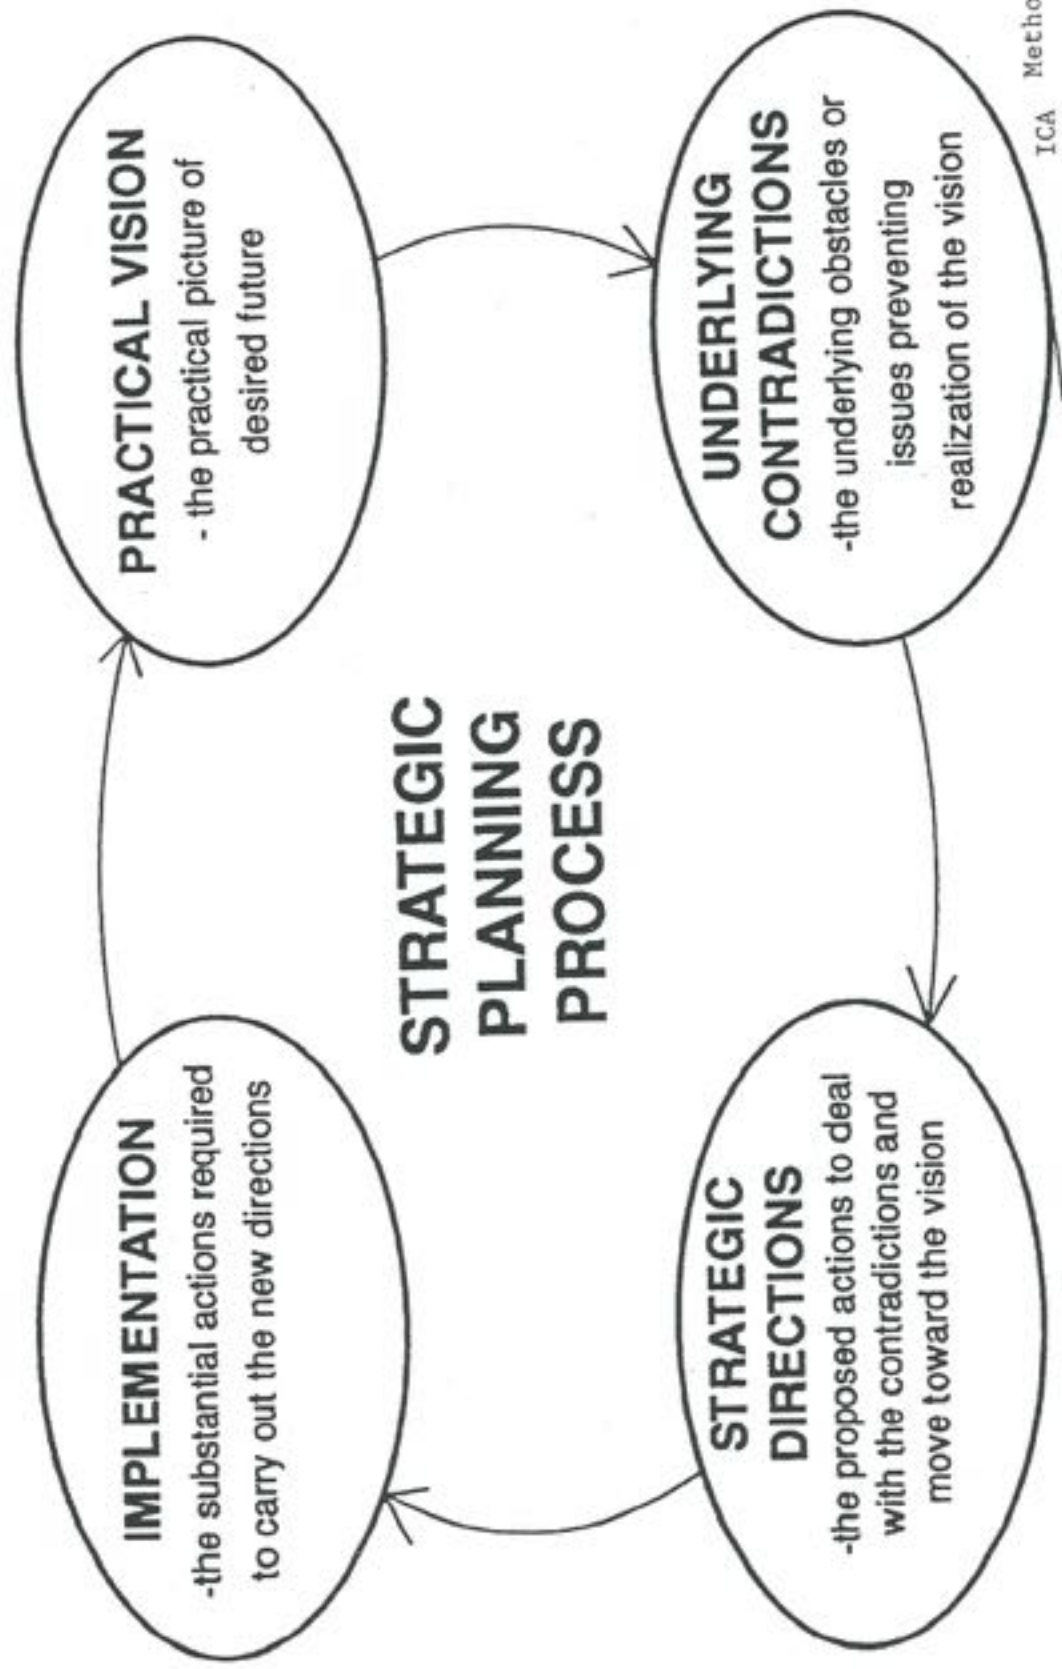 IMPLEMENTATION
-the substantial actions required
to carry out the new directions
PRACTICAL VISION
- the practical picture of
desired future
STRATEGIC
PLANNING
PROCESS
STRATEGIC
DIRECTIONS
-the proposed actions to deal
with the contradictions and
move toward the vision
UNDERLYING
CONTRADICTIONS
-the underlying obstacles or
issues preventing
realization of the vision
ICA